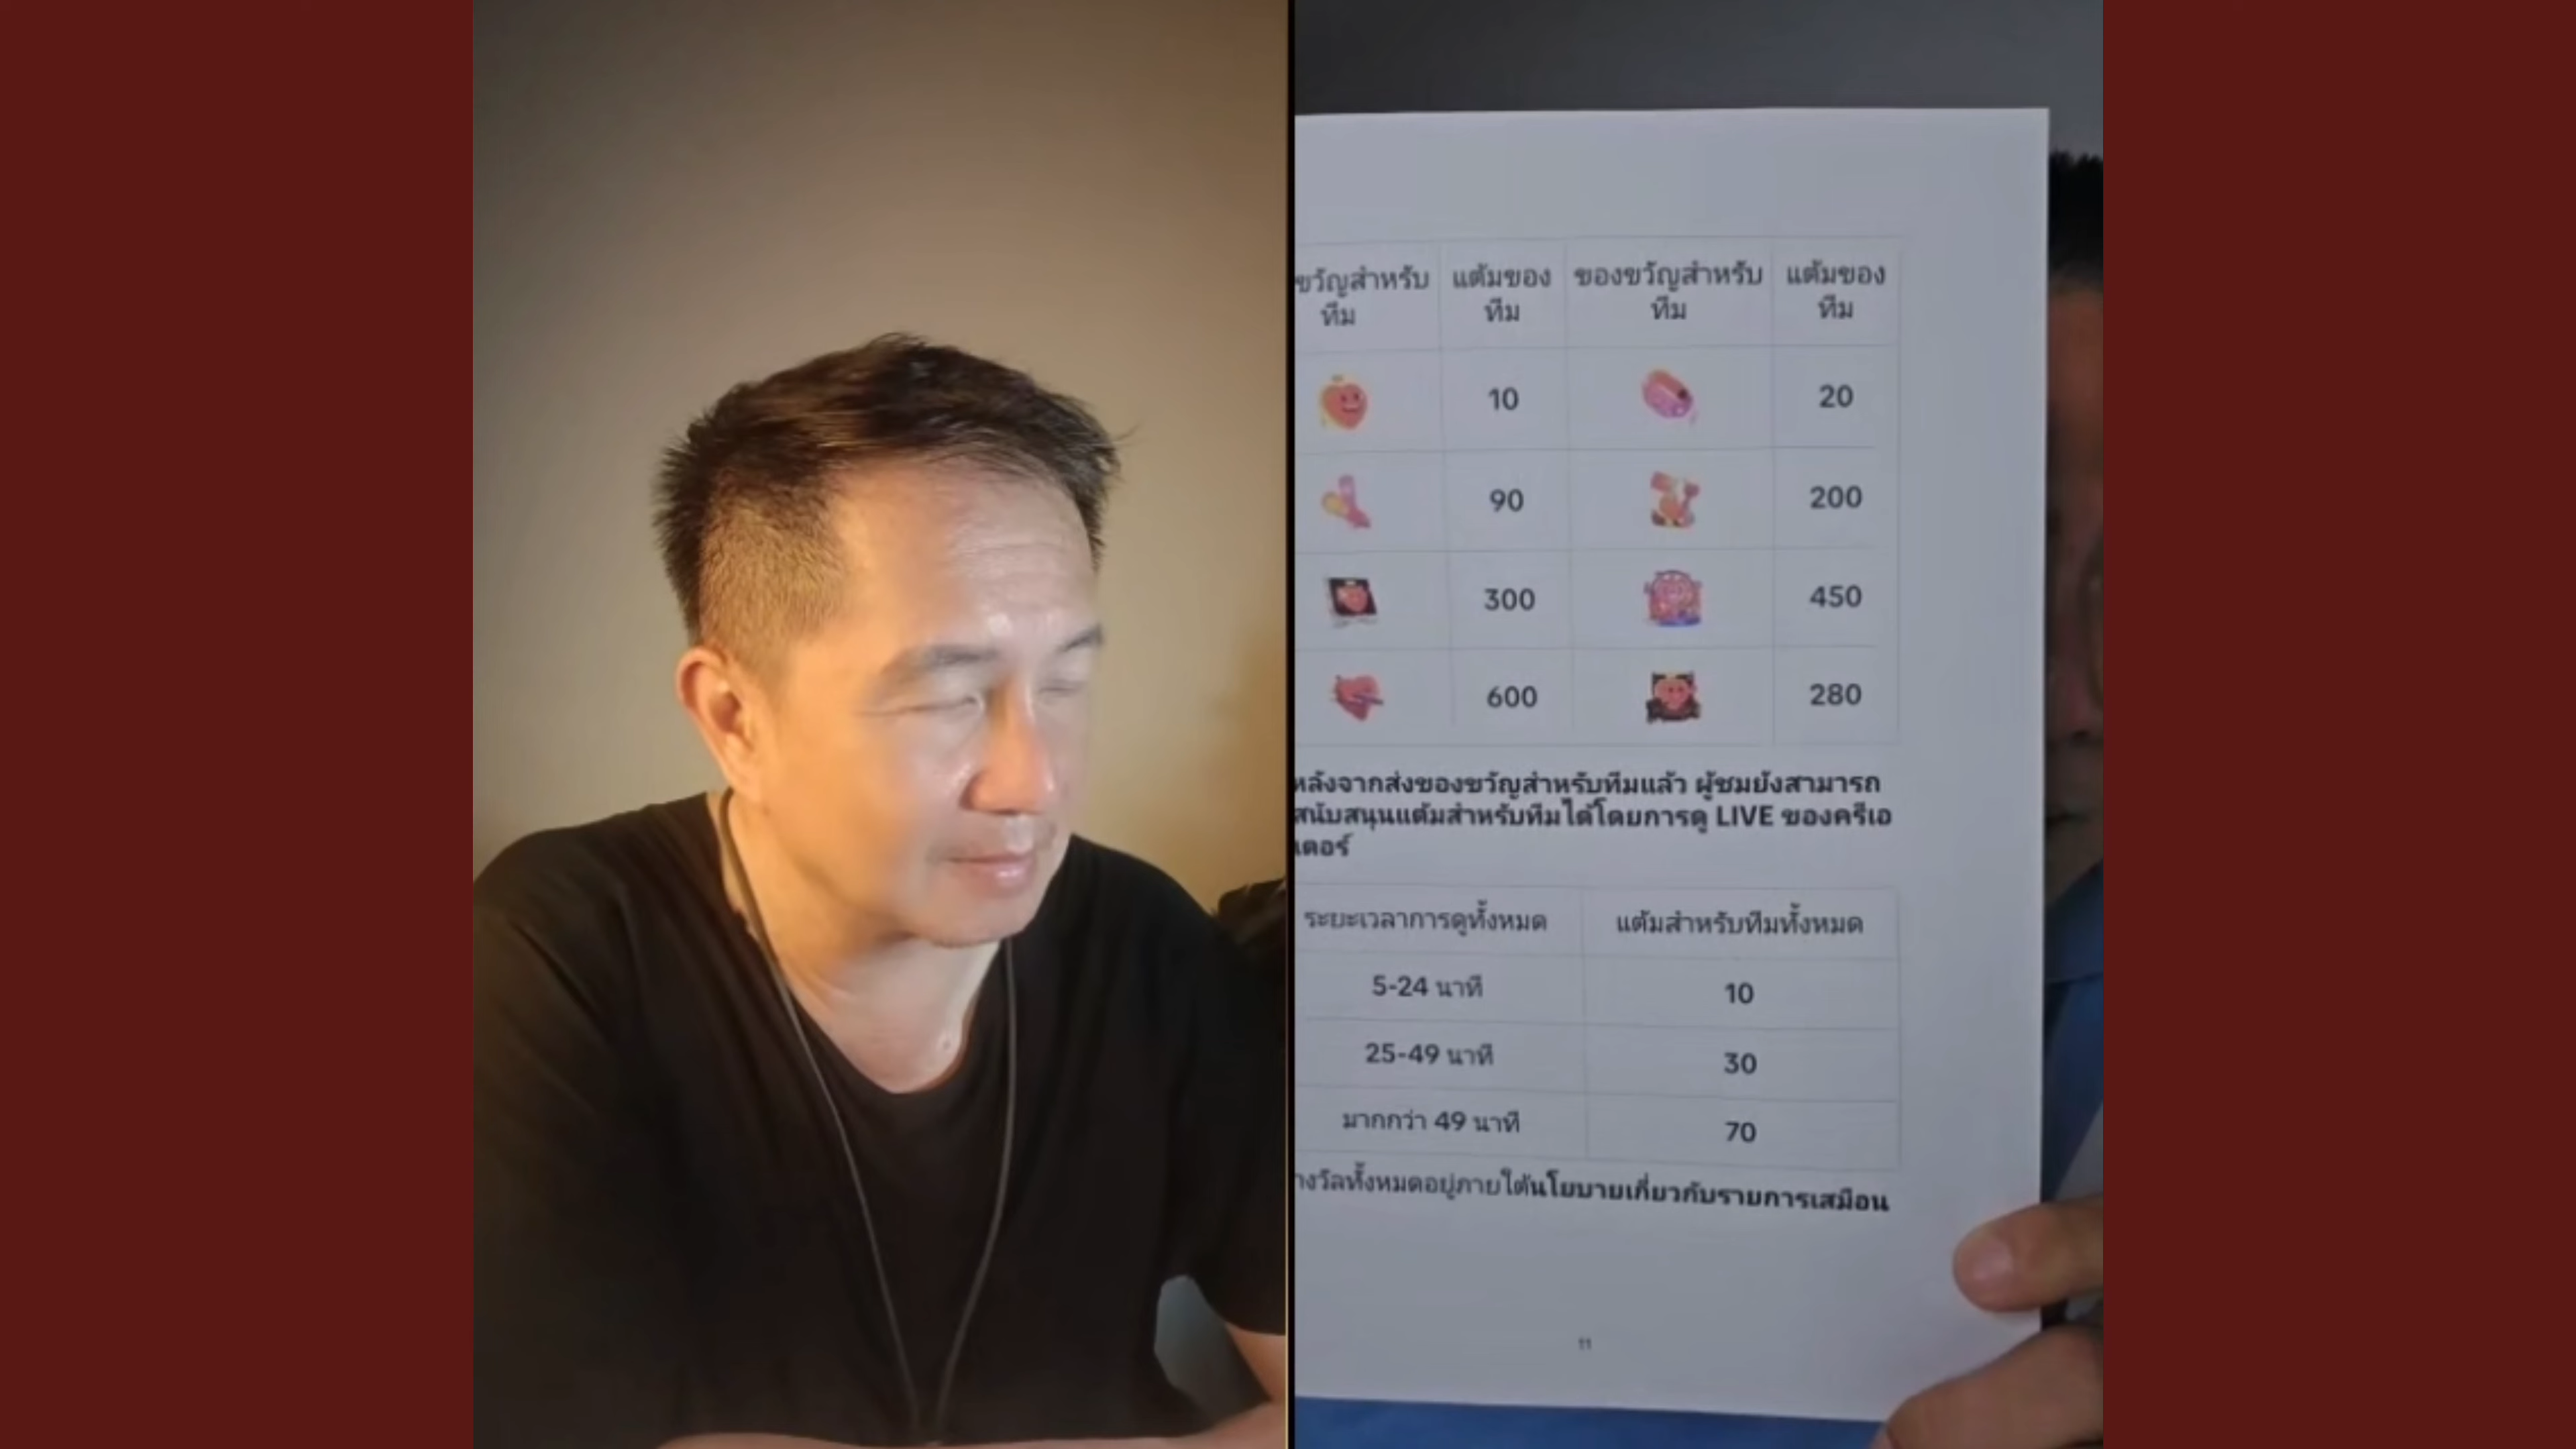 ขวัญสำหรับ แต้มของ ของขวัญสำหรับ แต้มของ
ทีม ทีม ทีม ทีม
10 20
90 200
300 450
600 280
หลังจากส่งของขวัญสำหรับทีมแล้ว ผู้ชมยังสามารถ
สนับสนุนแต้มสำหรับทีมได้โดยการดู LIVE ของครีเอ
เตอร์
ระยะเวลาการดูทั้งหมด แต้มสำหรับทีมทั้งหมด
5-24 นาที 10
25-49 นาที 30
มากกว่า 49 นาที 70
างวัลทั้งหมดอยู่ภายใต้นโยบายเกี่ยวกับรายการเสมือน
11